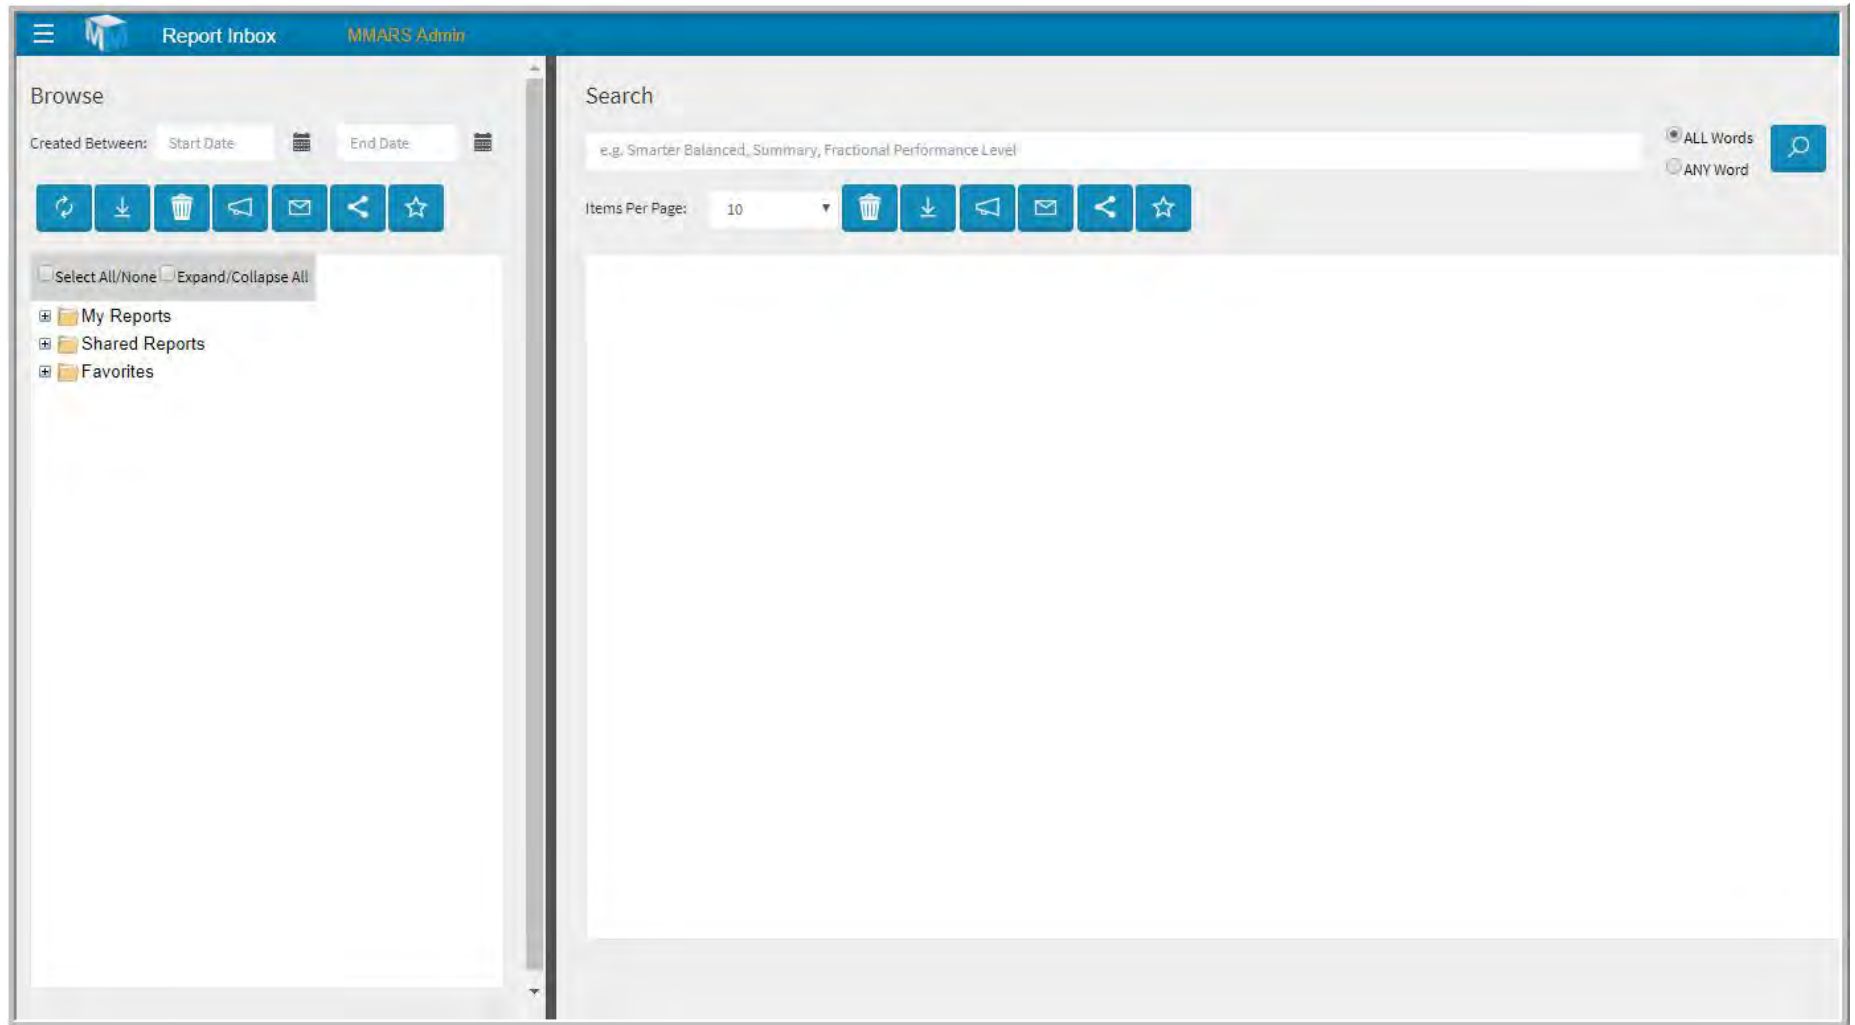 Report Inbox MMARS Admin
Browse
Created Between: Start Date End Date
Select All/None Expand/Collapse All
My Reports
Shared Reports
Favorites
Search
e.g. Smarter Balanced, Summary, Fractional Performance Level
ALL Words
ANY Word
Items Per Page: 10